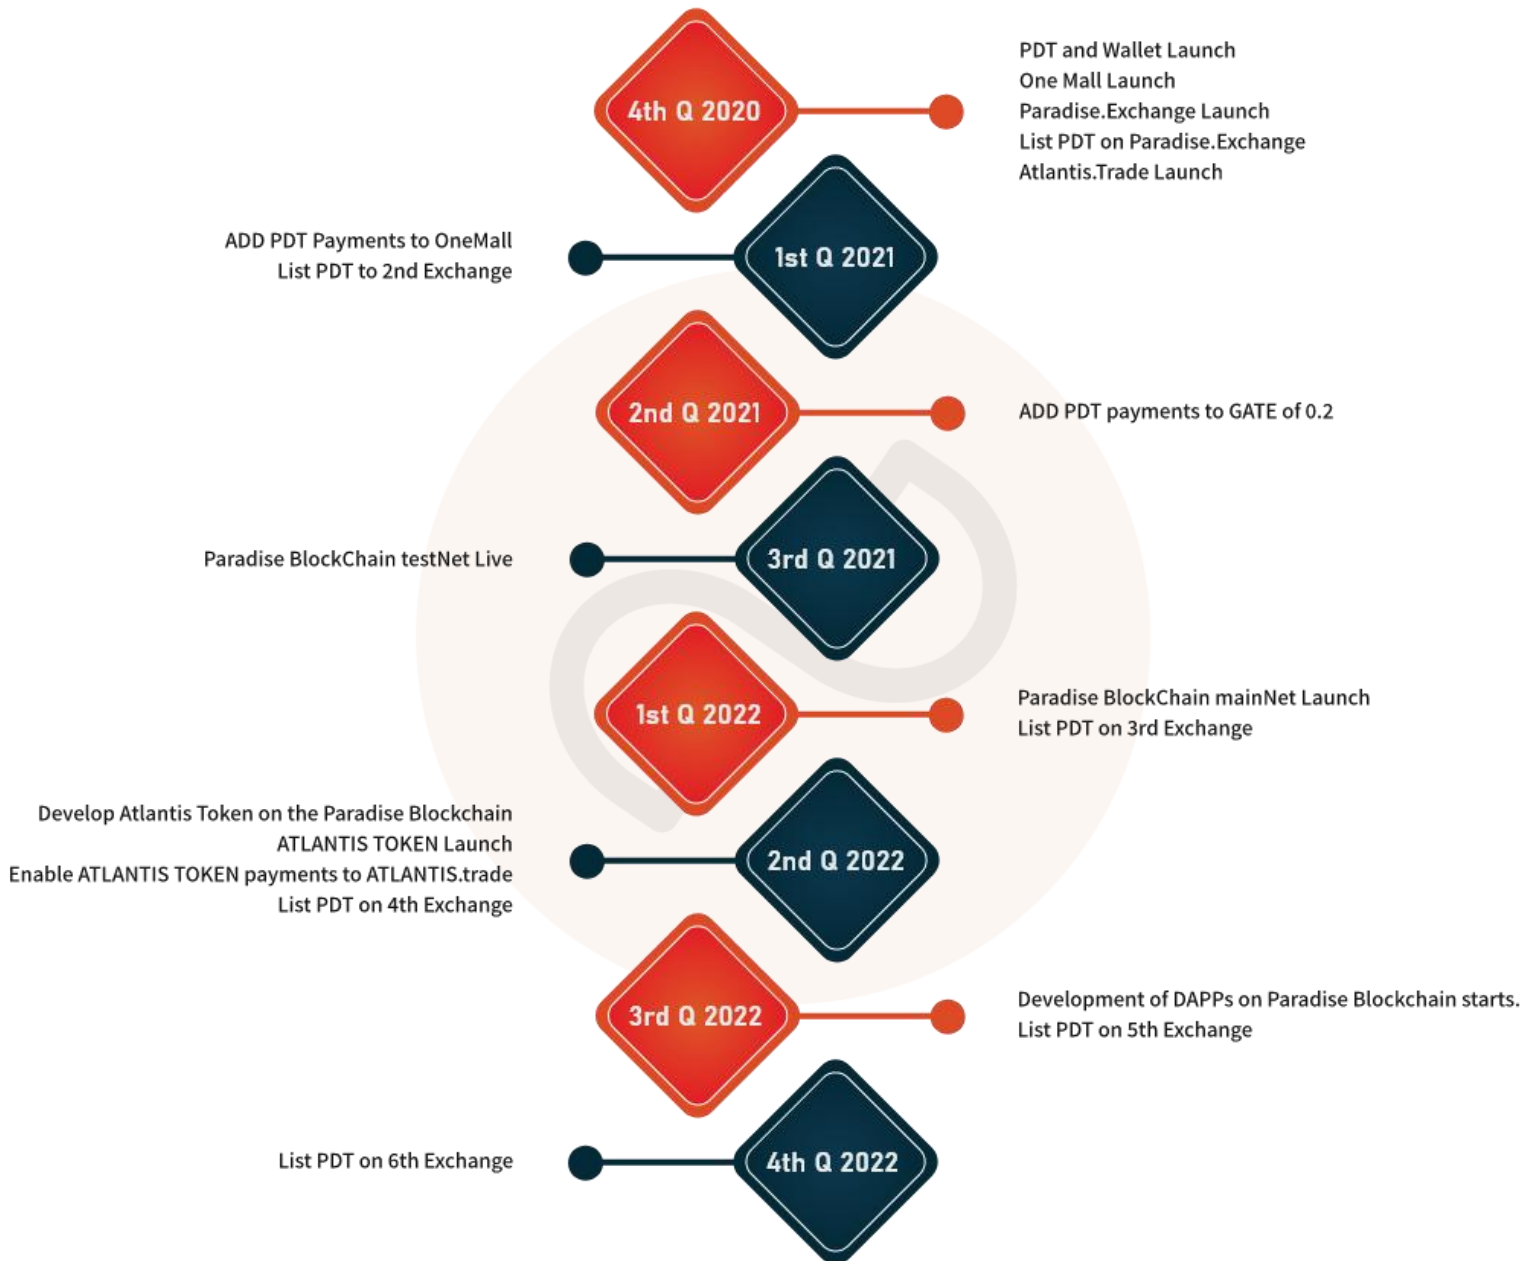 4th Q 2020
PDT and Wallet Launch
One Mall Launch
Paradise.Exchange Launch
List PDT on Paradise.Exchange
Atlantis.Trade Launch
1st Q 2021
ADD PDT Payments to OneMall
List PDT to 2nd Exchange
2nd Q 2021
ADD PDT payments to GATE of 0.2
3rd Q 2021
Paradise BlockChain testNet Live
1st Q 2022
Paradise BlockChain mainNet Launch
List PDT on 3rd Exchange
2nd Q 2022
Develop Atlantis Token on the Paradise Blockchain
ATLANTIS TOKEN Launch
Enable ATLANTIS TOKEN payments to ATLANTIS.trade
List PDT on 4th Exchange
3rd Q 2022
Development of DAPPs on Paradise Blockchain starts.
List PDT on 5th Exchange
4th Q 2022
List PDT on 6th Exchange